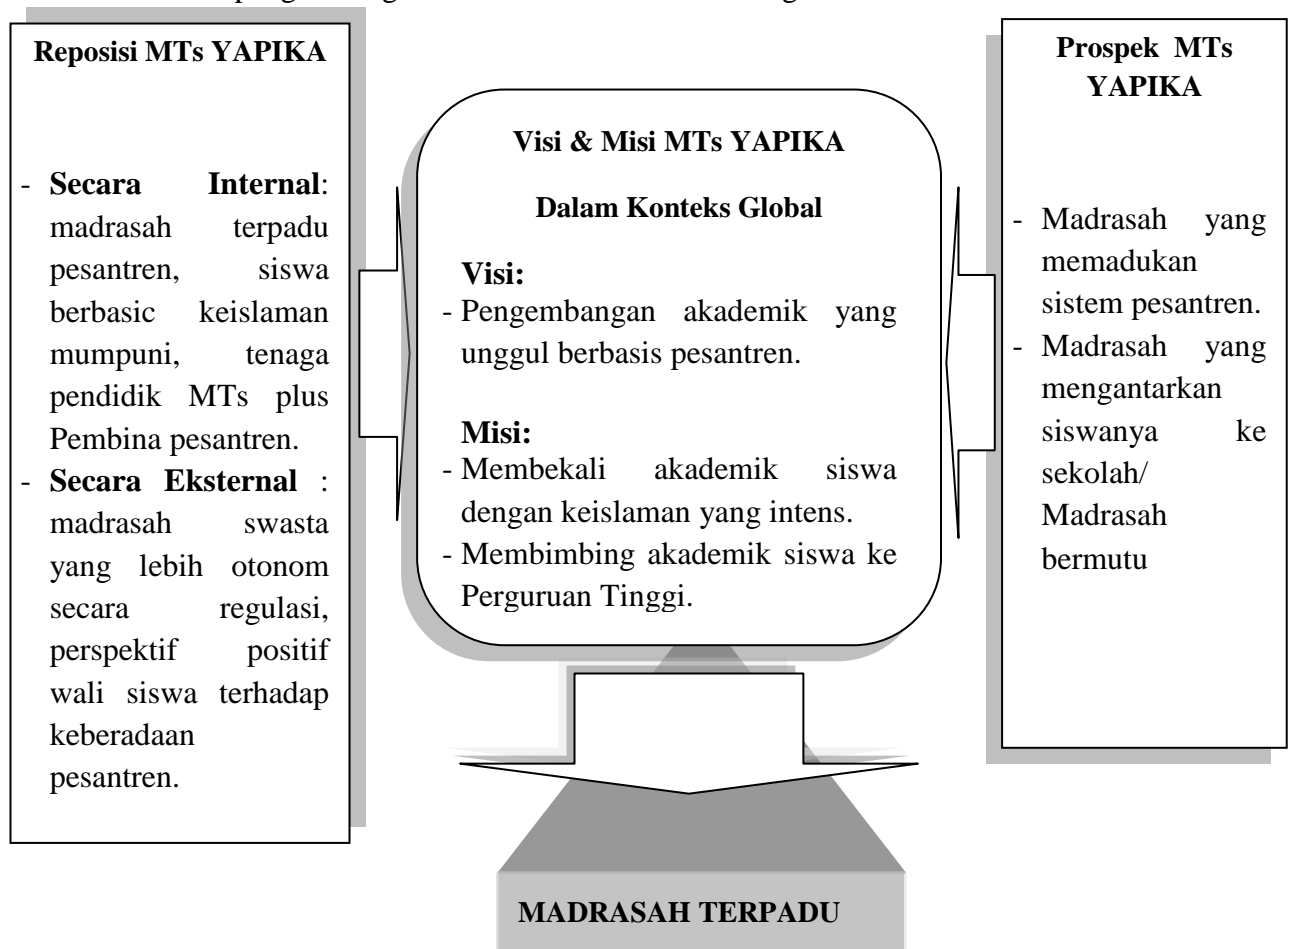 Reposisi MTs YAPIKA
- Secara Internal:
madrasah terpadu
pesantren, siswa
berbasic keislaman
mumpuni, tenaga
pendidik MTs plus
Pembina pesantren.
- Secara Eksternal :
madrasah swasta
yang lebih otonom
secara regulasi,
perspektif positif
wali siswa terhadap
keberadaan
pesantren.
Visi & Misi MTs YAPIKA
Dalam Konteks Global
Visi:
- Pengembangan akademik yang
unggul berbasis pesantren.
Misi:
- Membekali akademik siswa
dengan keislaman yang intens.
- Membimbing akademik siswa ke
Perguruan Tinggi.
Prospek MTs
YAPIKA
- Madrasah yang
memadukan
sistem pesantren.
- Madrasah yang
mengantarkan
siswanya ke
sekolah/
Madrasah
bermutu
MADRASAH TERPADU